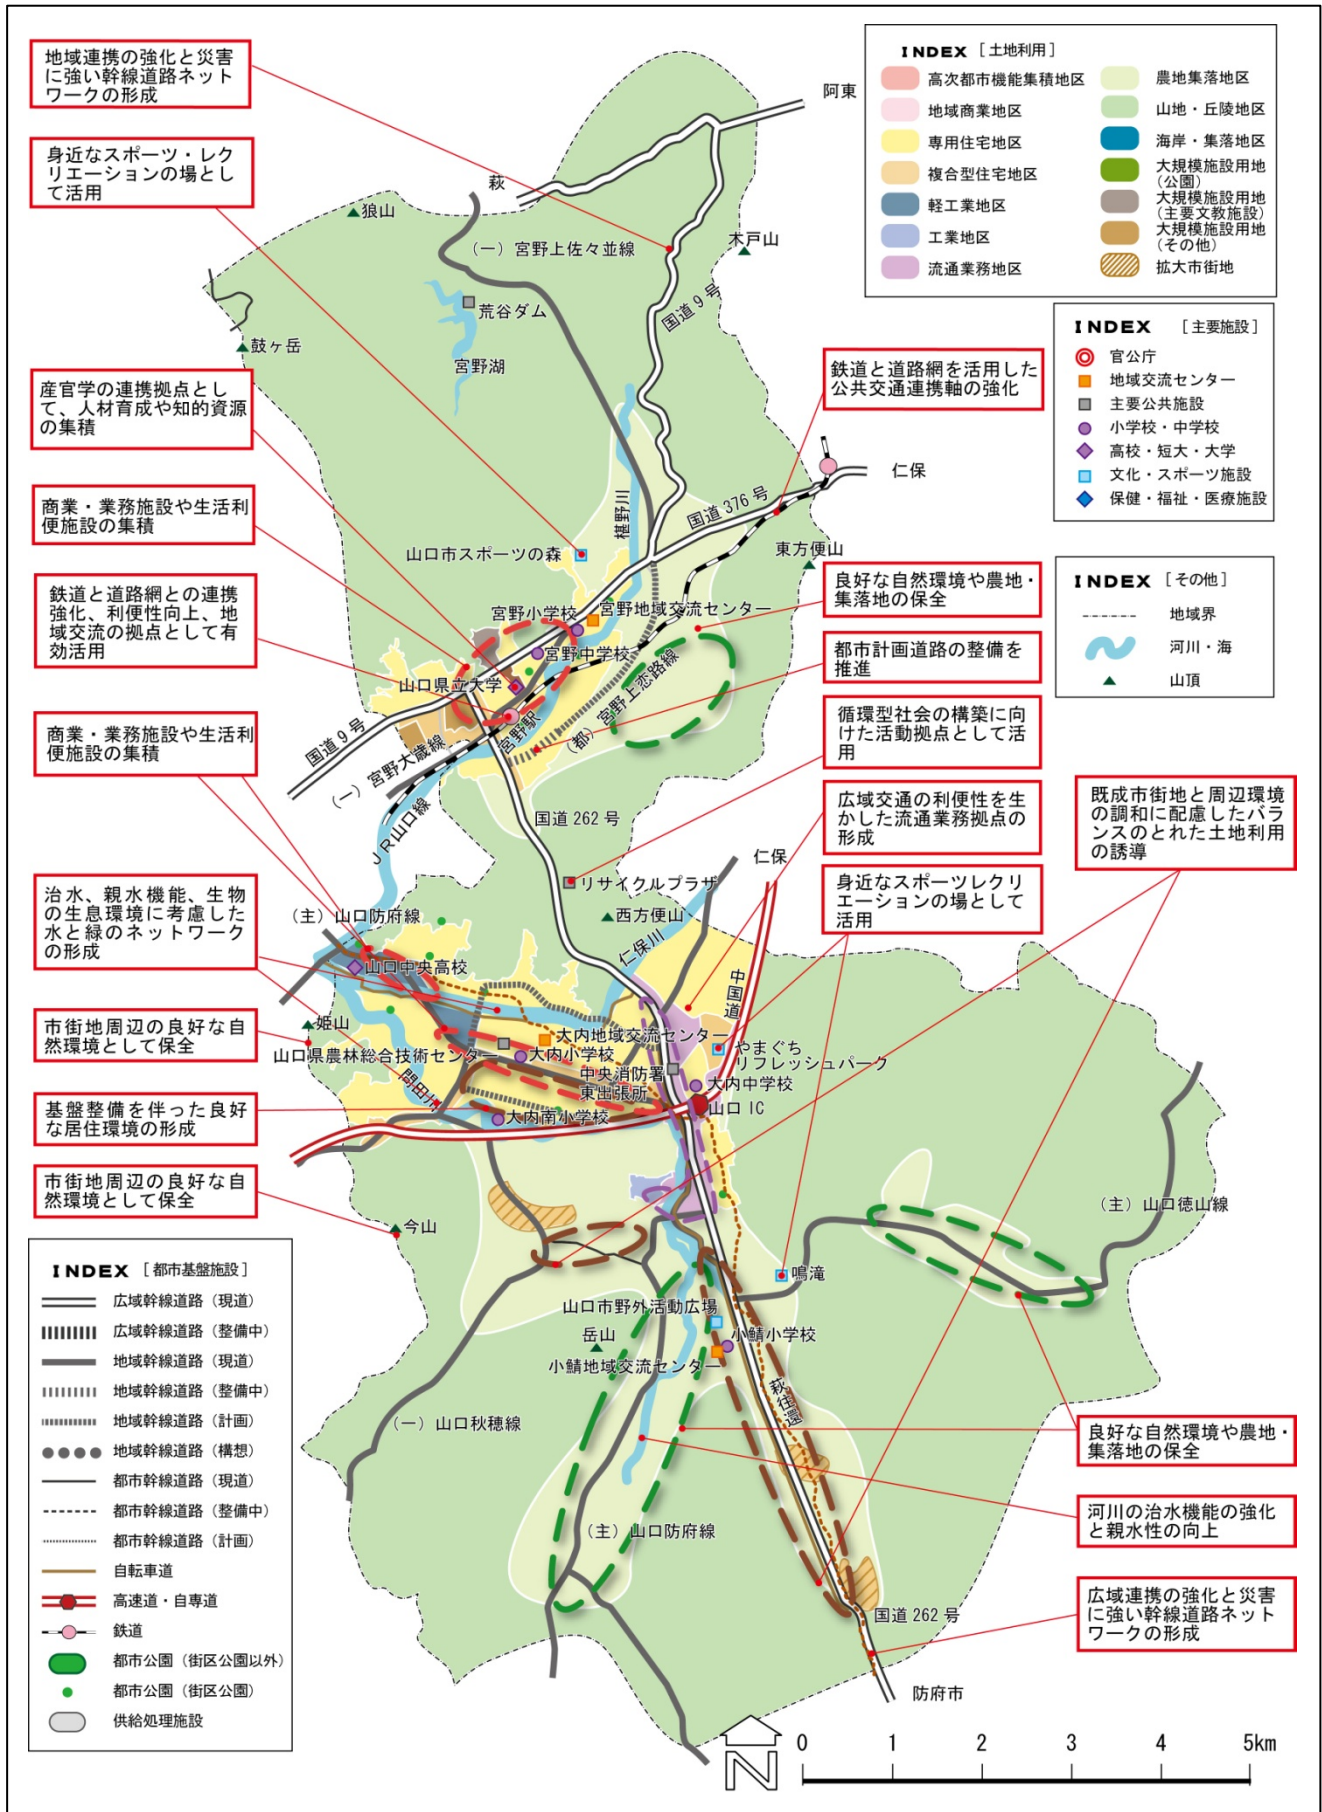 地域連携の強化と災害
に強い幹線道路ネット
ワークの形成
身近なスポーツ・レク
リエーションの場とし
て活用
産官学の連携拠点とし
て、人材育成や知的資源
の集積
商業・業務施設や生活利
便施設の集積
鉄道と道路網との連携
強化、利便性向上、地
域交流の拠点として有
効活用
商業・業務施設や生活利
便施設の集積
治水、親水機能、生物
の生息環境に考慮した
水と緑のネットワーク
の形成
市街地周辺の良好な自
然環境として保全
基盤整備を伴った良好
な居住環境の形成
市街地周辺の良好な自
然環境として保全
INDEX [土地利用]
高次都市機能集積地区
地域商業地区
専用住宅地区
複合型住宅地区
軽工業地区
工業地区
流通業務地区
農地集落地区
山地・丘陵地区
海岸・集落地区
大規模施設用地
(公園)
大規模施設用地
(主要文教施設)
大規模施設用地
(その他)
拡大市街地
INDEX [主要施設]
官公庁
地域交流センター
主要公共施設
小学校・中学校
高校・短大・大学
文化・スポーツ施設
保健・福祉・医療施設
INDEX [その他]
地域界
河川・海
山頂
鉄道と道路網を活用した
公共交通連携軸の強化
良好な自然環境や農地・
集落地の保全
都市計画道路の整備を
推進
循環型社会の構築に向
けた活動拠点として活
用
広域交通の利便性を生
かした流通業務拠点の
形成
身近なスポーツレクリ
エーションの場として
活用
既成市街地と周辺環境
の調和に配慮したバラ
ンスのとれた土地利用
の誘導
良好な自然環境や農地・
集落地の保全
河川の治水機能の強化
と親水性の向上
広域連携の強化と災害
に強い幹線道路ネット
ワークの形成
阿東
萩
狼山
(一)宮野上佐々並線
木戸山
荒谷ダム
国道9号
鼓ヶ岳
宮野湖
仁保
椹野川
国道376号
山口市スポーツの森
東方便山
宮野小学校
宮野地域交流センター
宮野中学校
山口県立大学
宮野駅
(都)宮野上恋路線
国道9号
(一)宮野大歳線
JR山口線
国道262号
仁保
リサイクルプラザ
西方便山
(主)山口防府線
仁保川
中国道
山口中央高校
姫山
大内地域交流センター
やまぐち
リフレッシュパーク
山口県農林総合技術センター
大内小学校
中央消防署
東出張所
大内中学校
山口IC
問田川
大内南小学校
今山
(主)山口徳山線
鳴滝
山口市野外活動広場
岳山
小鯖小学校
小鯖地域交流センター
萩往還
(一)山口秋穂線
(主)山口防府線
国道262号
防府市
INDEX [都市基盤施設]
広域幹線道路(現道)
広域幹線道路(整備中)
地域幹線道路(現道)
地域幹線道路(整備中)
地域幹線道路(計画)
地域幹線道路(構想)
都市幹線道路(現道)
都市幹線道路(整備中)
都市幹線道路(計画)
自転車道
高速道・自専道
鉄道
都市公園(街区公園以外)
都市公園(街区公園)
供給処理施設
N
0 1 2 3 4 5km